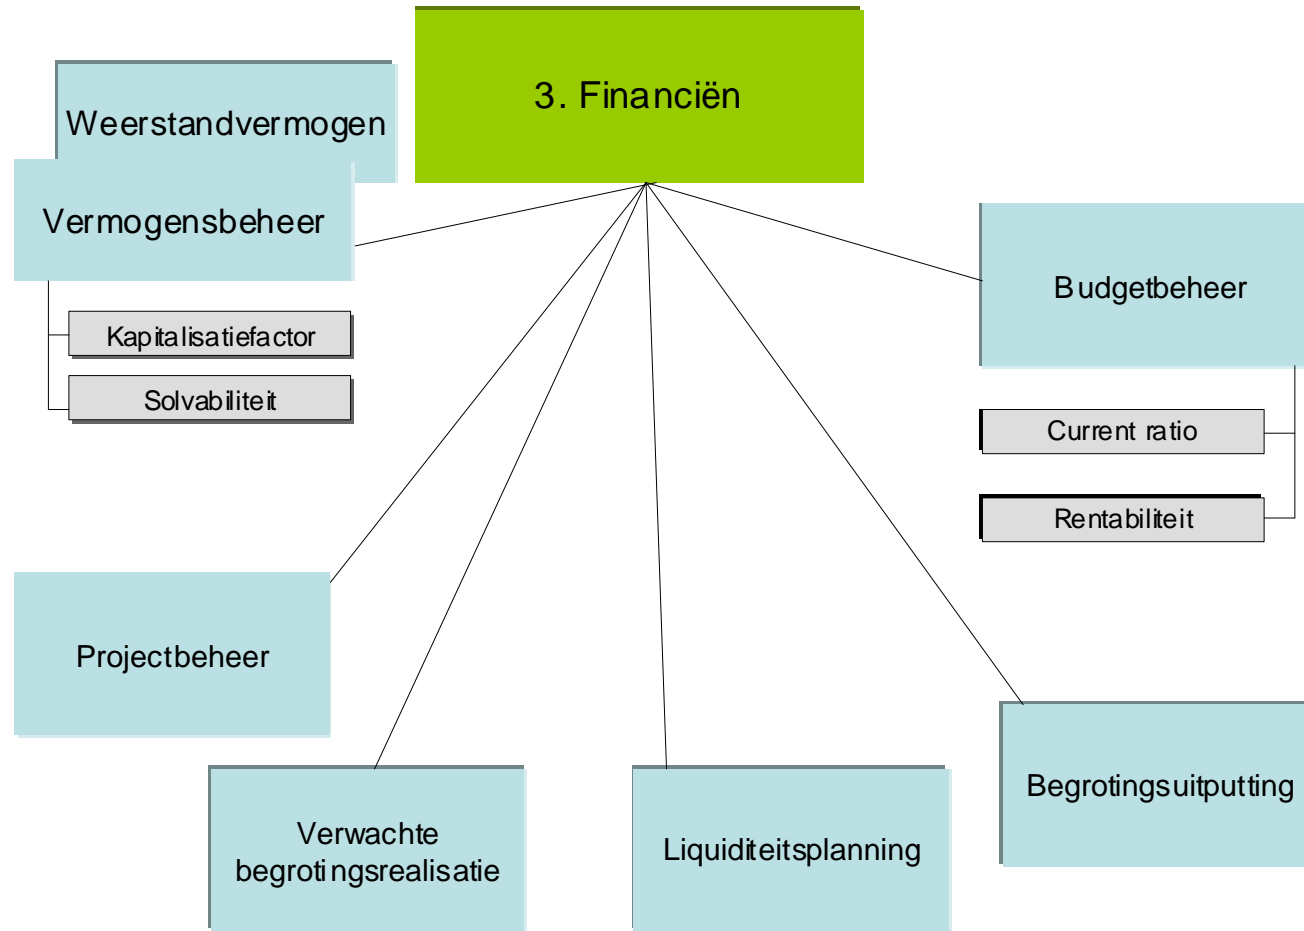 3. Financiën
Weerstandvermogen
Vermogensbeheer
Kapitalisatiefactor
Solvabiliteit
Budgetbeheer
Current ratio
Rentabiliteit
Projectbeheer
Verwachte
begrotingsrealisatie
Liquiditeitsplanning
Begrotingsuitputting